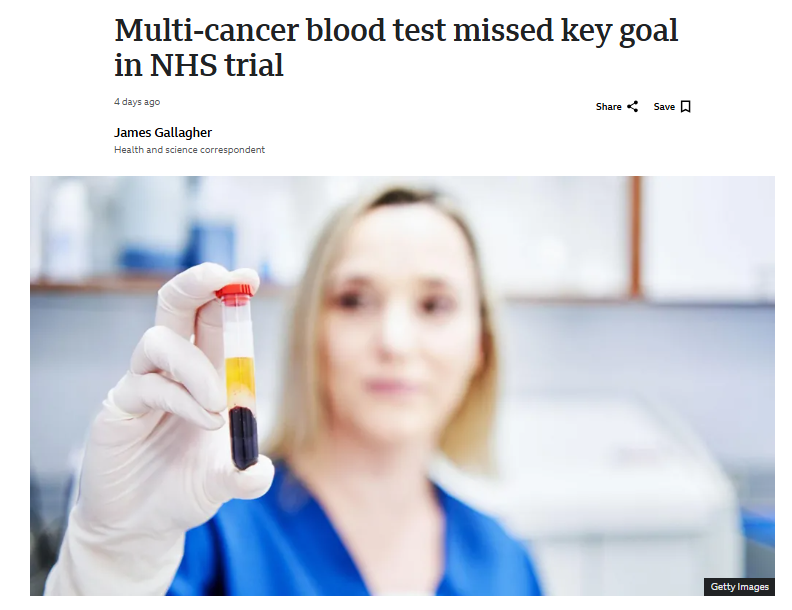 Multi-cancer blood test missed key goal
in NHS trial
4 days ago
Share
Save
James Gallagher
Health and science correspondent
Getty Images